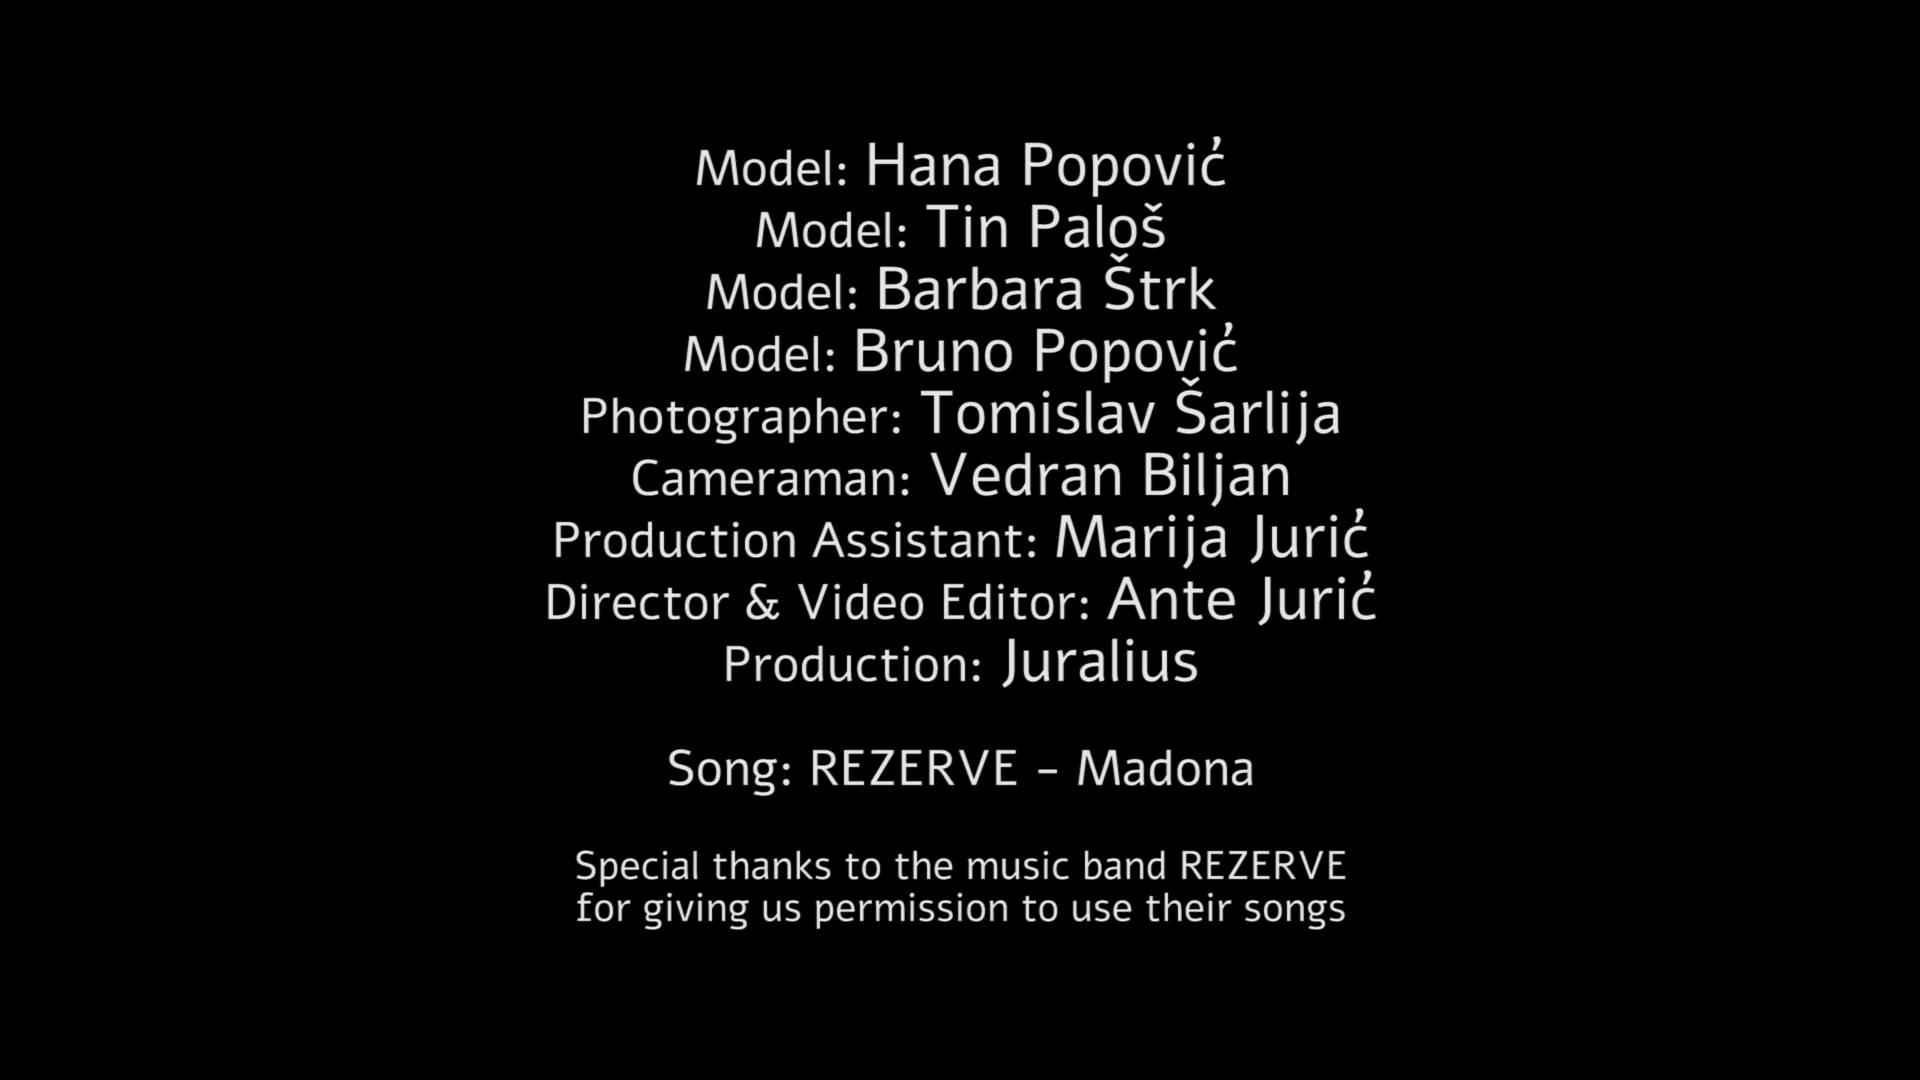 Model: Hana Popović
Model: Tin Paloš
Model: Barbara Štrk
Model: Bruno Popović
Photographer: Tomislav Šarlija
Cameraman: Vedran Biljan
Production Assistant: Marija Jurić
Director & Video Editor: Ante Jurić
Production: Juralius
Song: REZERVE - Madona
Special thanks to the music band REZERVE
for giving us permission to use their songs